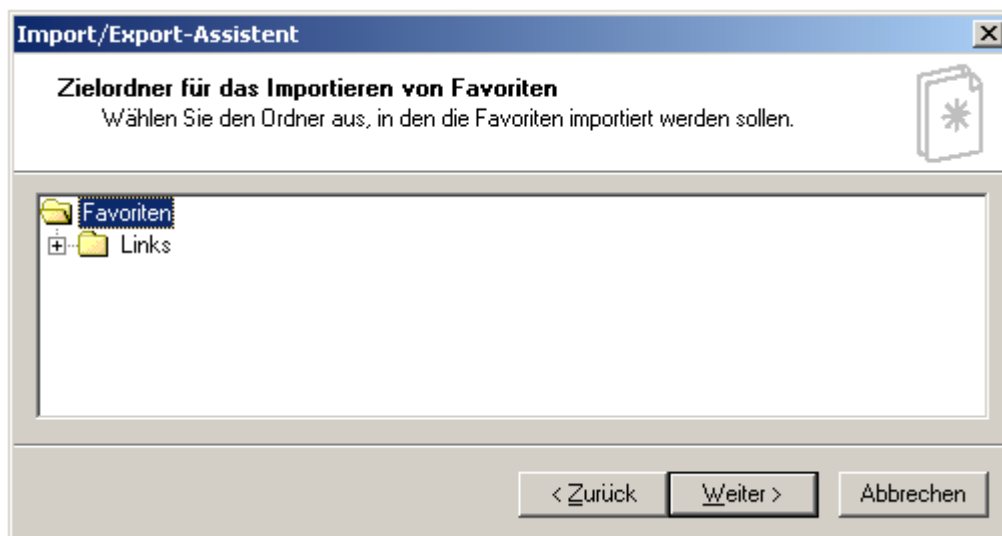 Import/Export-Assistent
Zielordner für das Importieren von Favoriten
Wählen Sie den Ordner aus, in den die Favoriten importiert werden sollen.
Favoriten
Links
< Zurück Weiter > Abbrechen